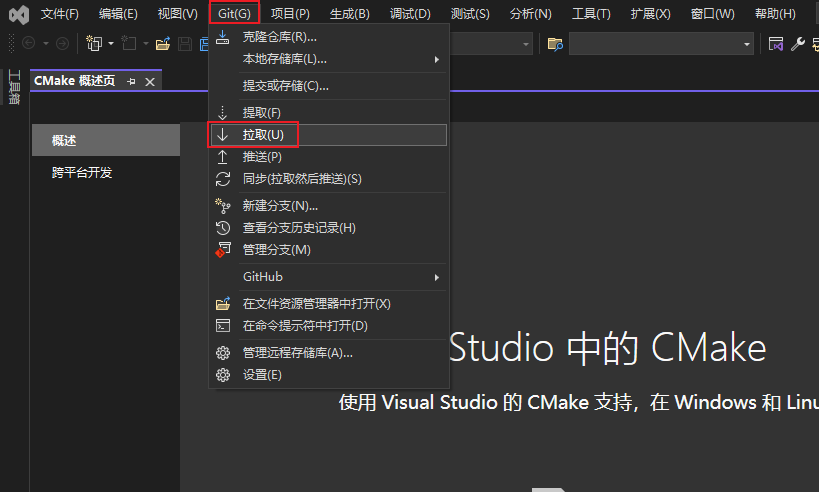 文件(F) 编辑(E) 视图(V) Git(G) 项目(P) 生成(B) 调试(D) 测试(S) 分析(N) 工具(T) 扩展(X) 窗口(W) 帮助(H)
克隆仓库(R)...
本地存储库(L)...
工具箱
CMake 概述页
提交或存储(C)...
提取(F)
拉取(U)
概述
推送(P)
跨平台开发
同步(拉取然后推送)(S)
新建分支(N)...
查看分支历史记录(H)
管理分支(M)
GitHub
在文件资源管理器中打开(X)
在命令提示符中打开(D)
Studio 中的 CMake
管理远程存储库(A)...
设置(E)
使用 Visual Studio 的 CMake 支持，在 Windows 和 Linu